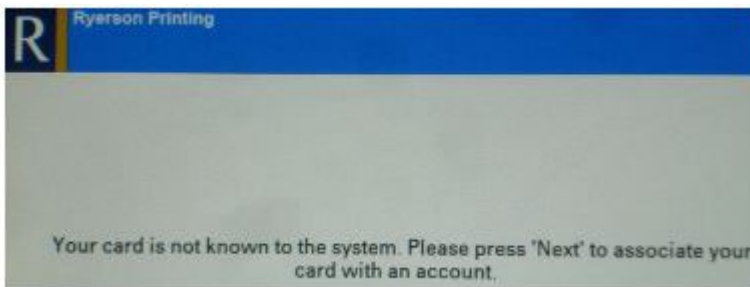 R
Ryerson Printing
Your card is not known to the system. Please press 'Next' to associate your
card with an account.